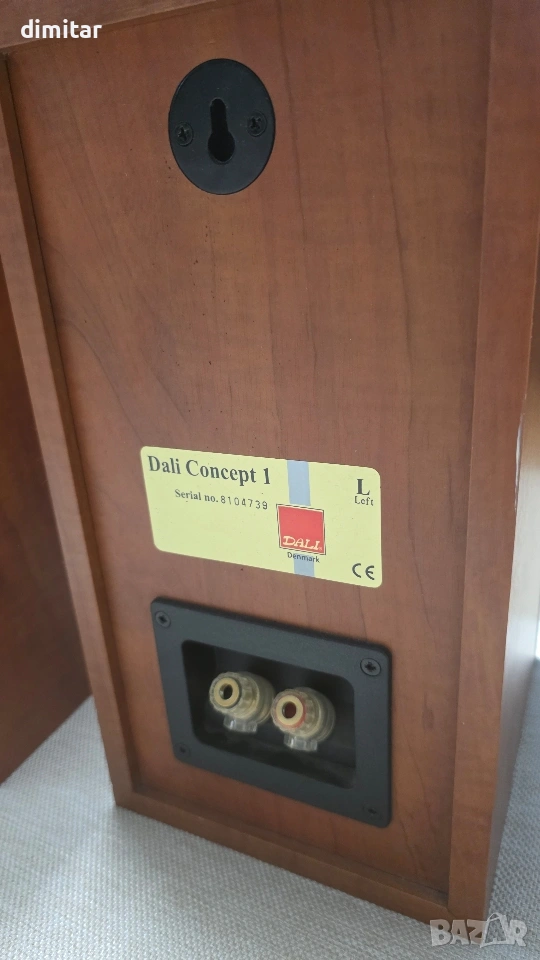 dimitar
Dali Concept 1
L
Left
Serial no. 8104739
DALI
Denmark
CE
BAZAR